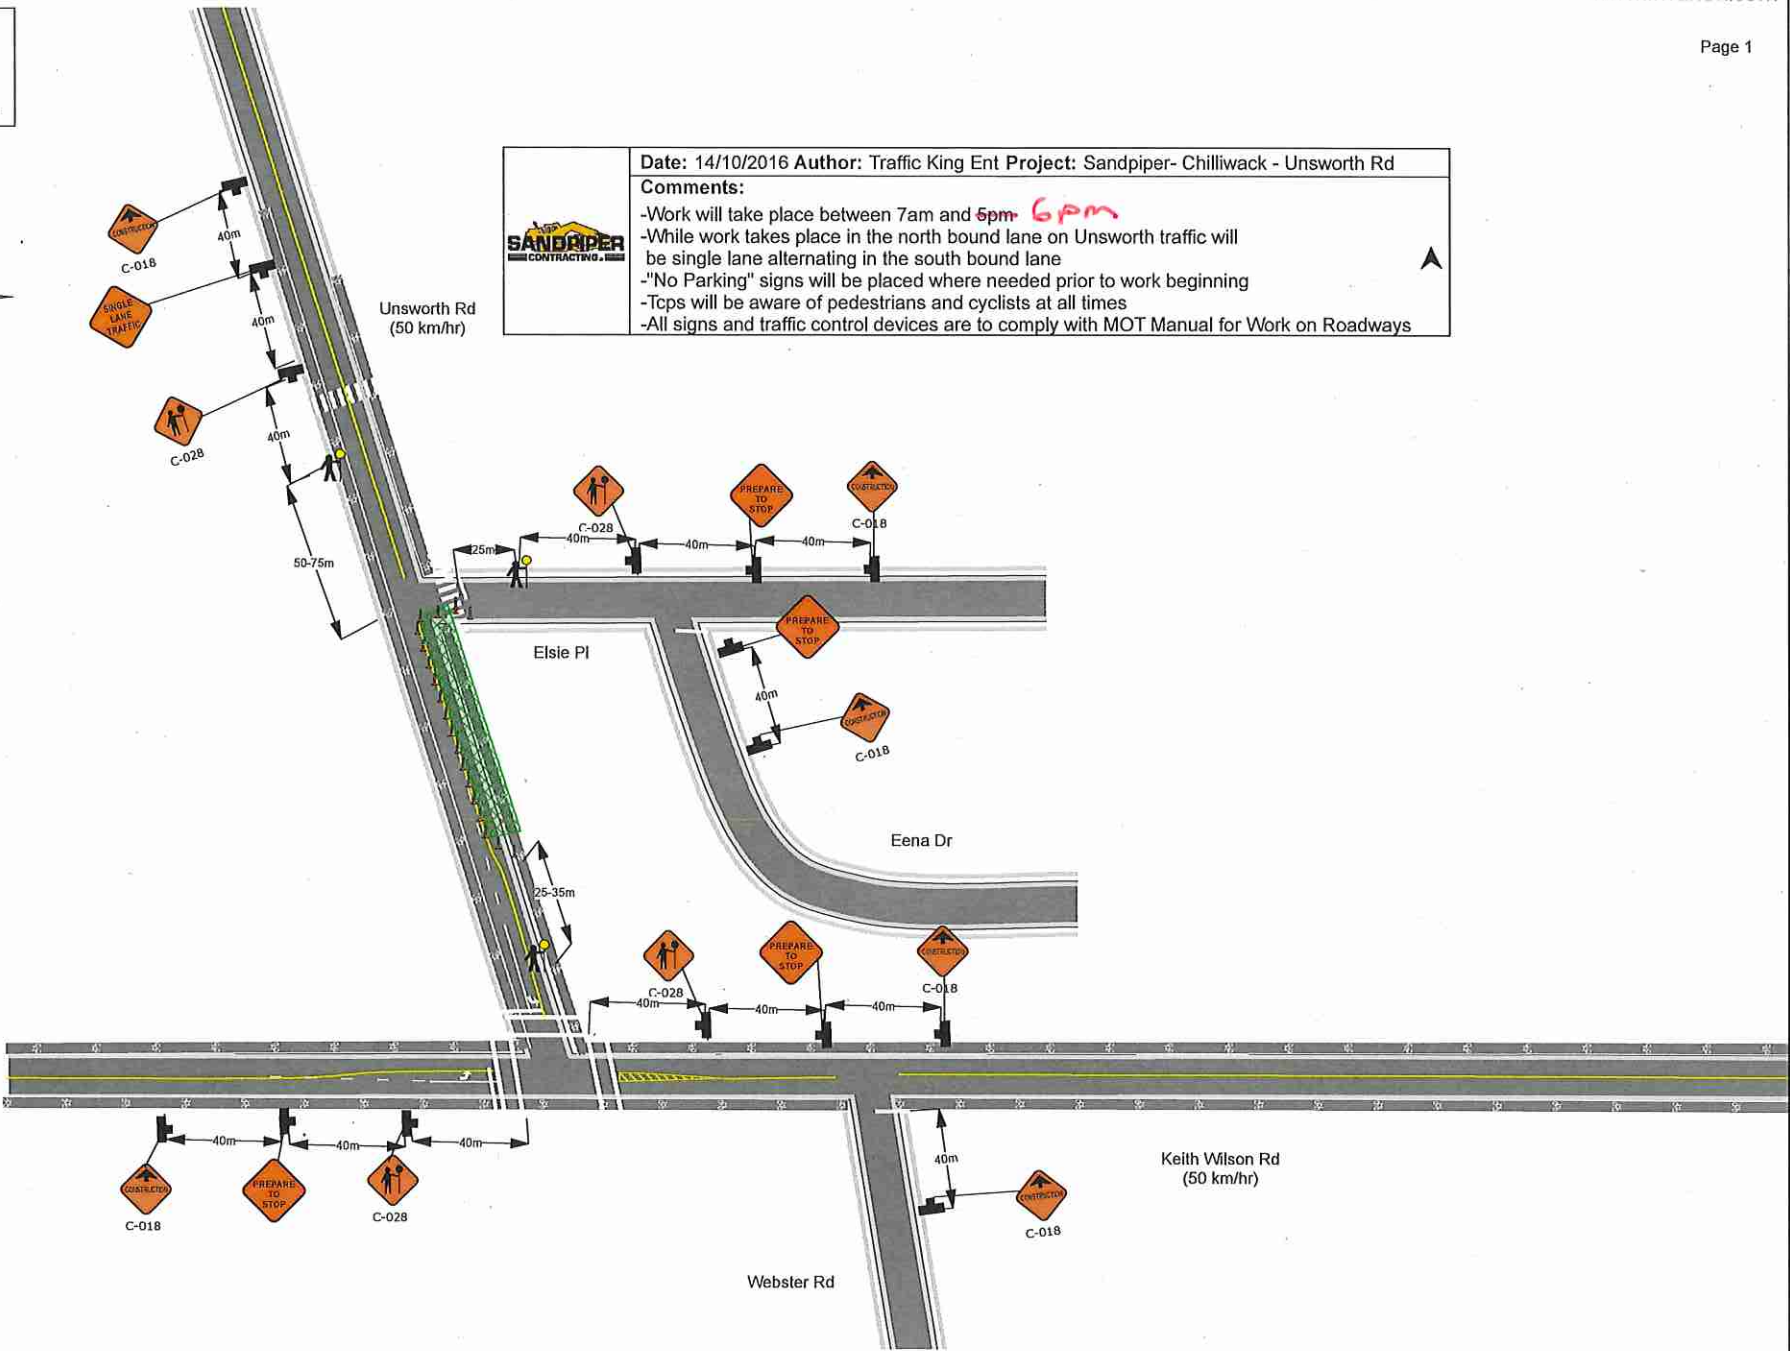 Page 1
Date: 14/10/2016 Author: Traffic King Ent Project: Sandpiper- Chilliwack - Unsworth Rd
Comments:
-Work will take place between 7am and 5pm 6pm
-While work takes place in the north bound lane on Unsworth traffic will
be single lane alternating in the south bound lane
-"No Parking" signs will be placed where needed prior to work beginning
-Tcps will be aware of pedestrians and cyclists at all times
-All signs and traffic control devices are to comply with MOT Manual for Work on Roadways
SANDPIPER
CONTRACTING
CONSTRUCTION
C-018
40m
SINGLE
LANE
TRAFFIC
40m
Unsworth Rd
(50 km/hr)
C-028
40m
50-75m
C-028
PREPARE
TO
STOP
CONSTRUCTION
C-018
25m
40m
40m
40m
Elsie Pl
PREPARE
TO
STOP
40m
CONSTRUCTION
C-018
Eena Dr
25-35m
C-028
PREPARE
TO
STOP
CONSTRUCTION
C-018
40m
40m
40m
40m
40m
40m
CONSTRUCTION
C-018
PREPARE
TO
STOP
C-028
40m
CONSTRUCTION
C-018
Keith Wilson Rd
(50 km/hr)
Webster Rd